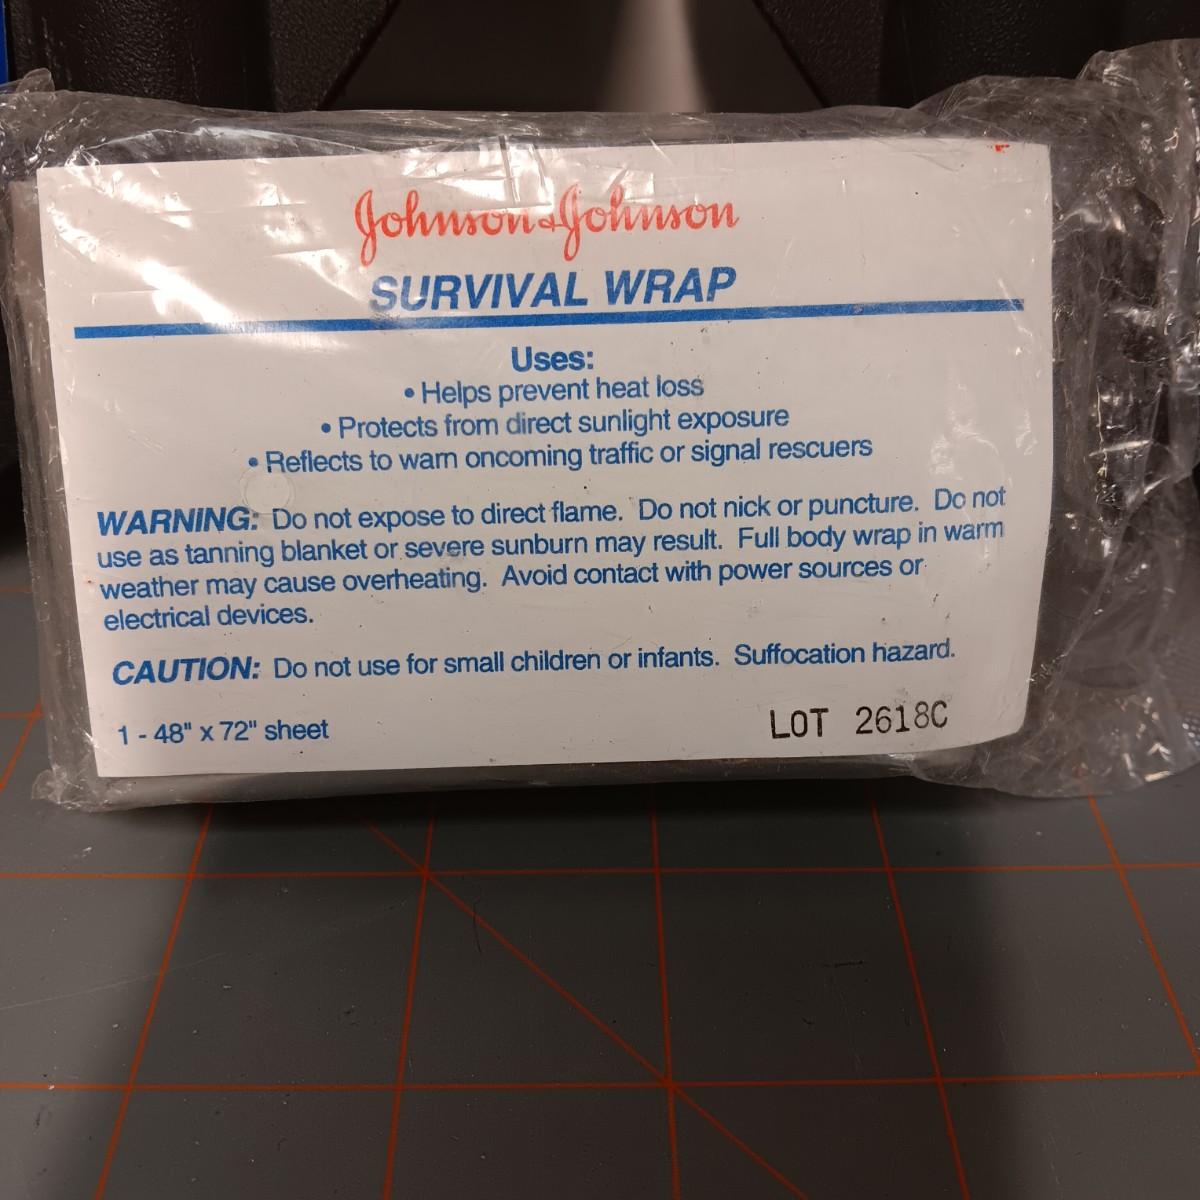 Johnson & Johnson
SURVIVAL WRAP
Uses:
• Helps prevent heat loss
• Protects from direct sunlight exposure
• Reflects to warn oncoming traffic or signal rescuers
WARNING: Do not expose to direct flame. Do not nick or puncture. Do not
use as tanning blanket or severe sunburn may result. Full body wrap in warm
weather may cause overheating. Avoid contact with power sources or
electrical devices.
CAUTION: Do not use for small children or infants. Suffocation hazard.
1 - 48" x 72" sheet
LOT 2618C